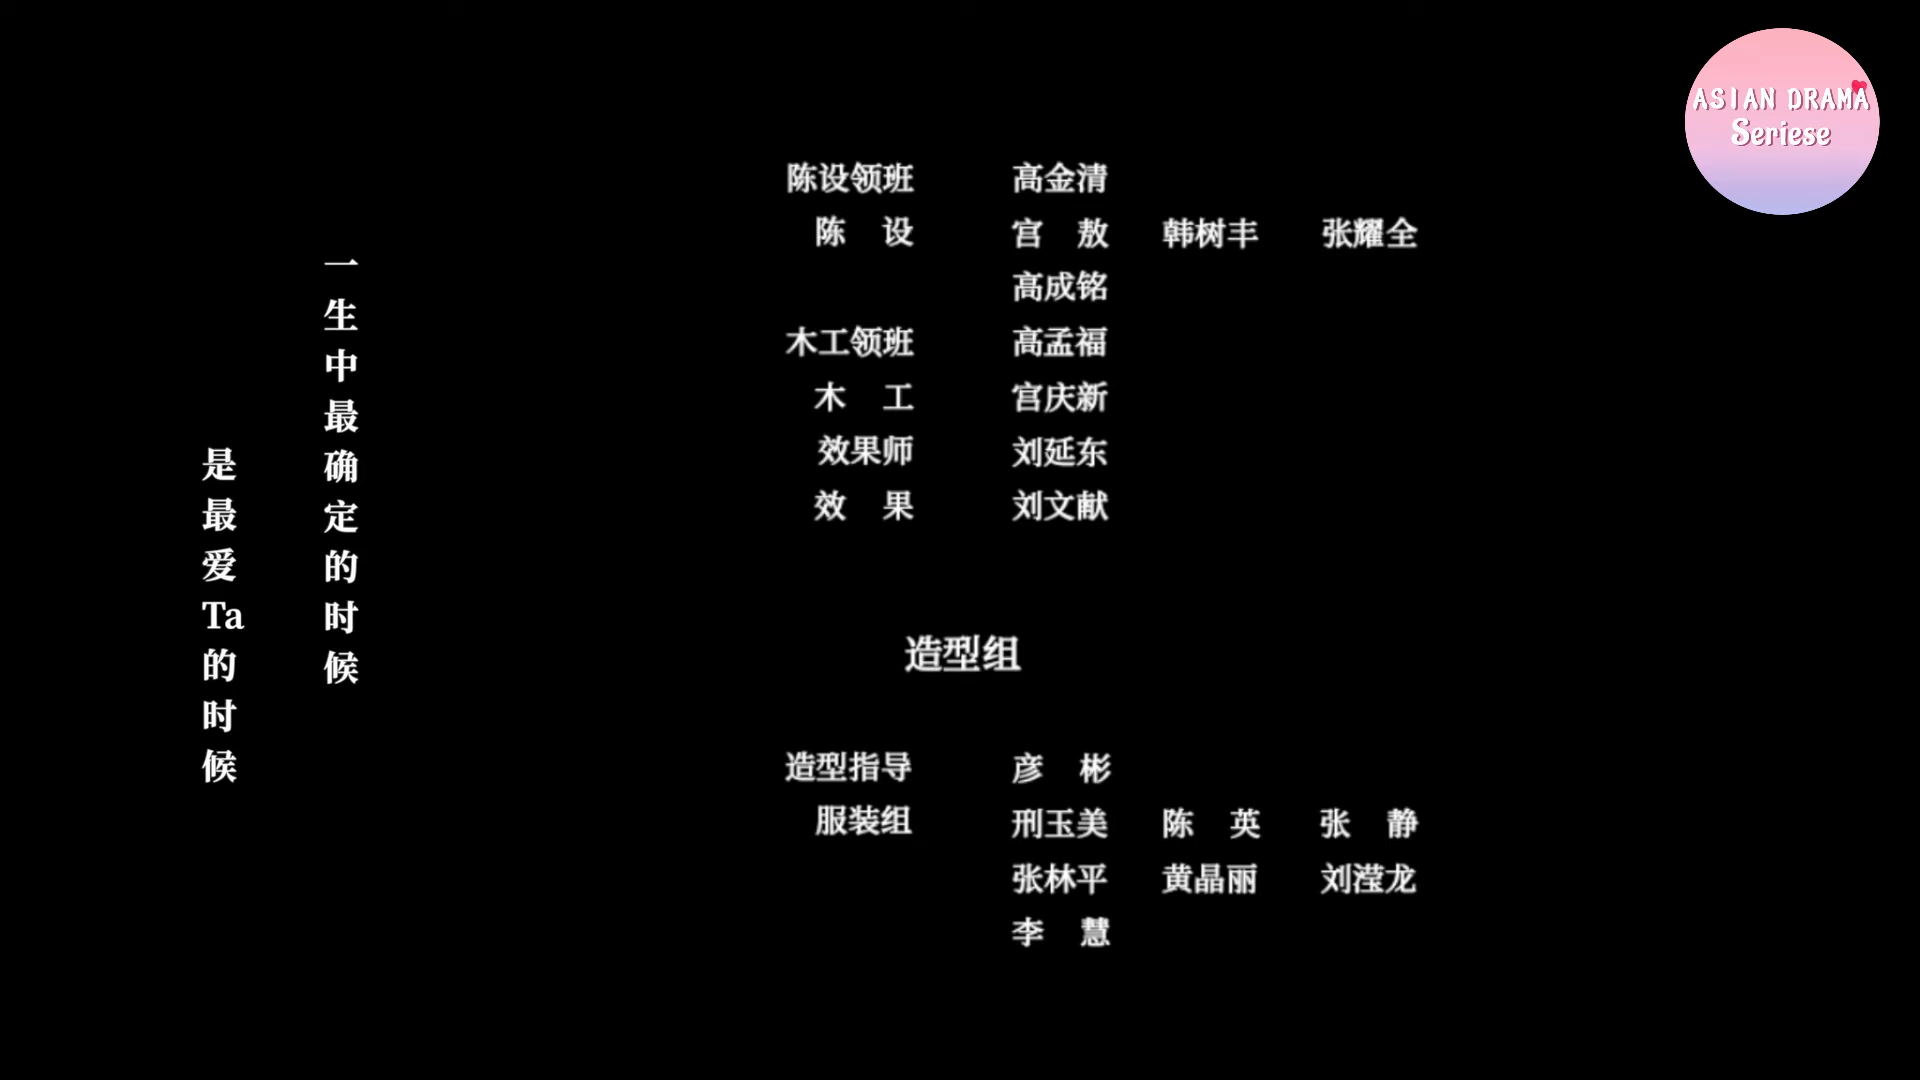 ASIAN DRAMA
Seriese
一生中最确定的时候
是最爱Ta的时候
陈设领班 高金清
陈 设 宫 敖 韩树丰 张耀全
高成铭
木工领班 高孟福
木 工 宫庆新
效果师 刘延东
效 果 刘文献
造型组
造型指导 彦 彬
服装组 刑玉美 陈 英 张 静
张林平 黄晶丽 刘滢龙
李 慧